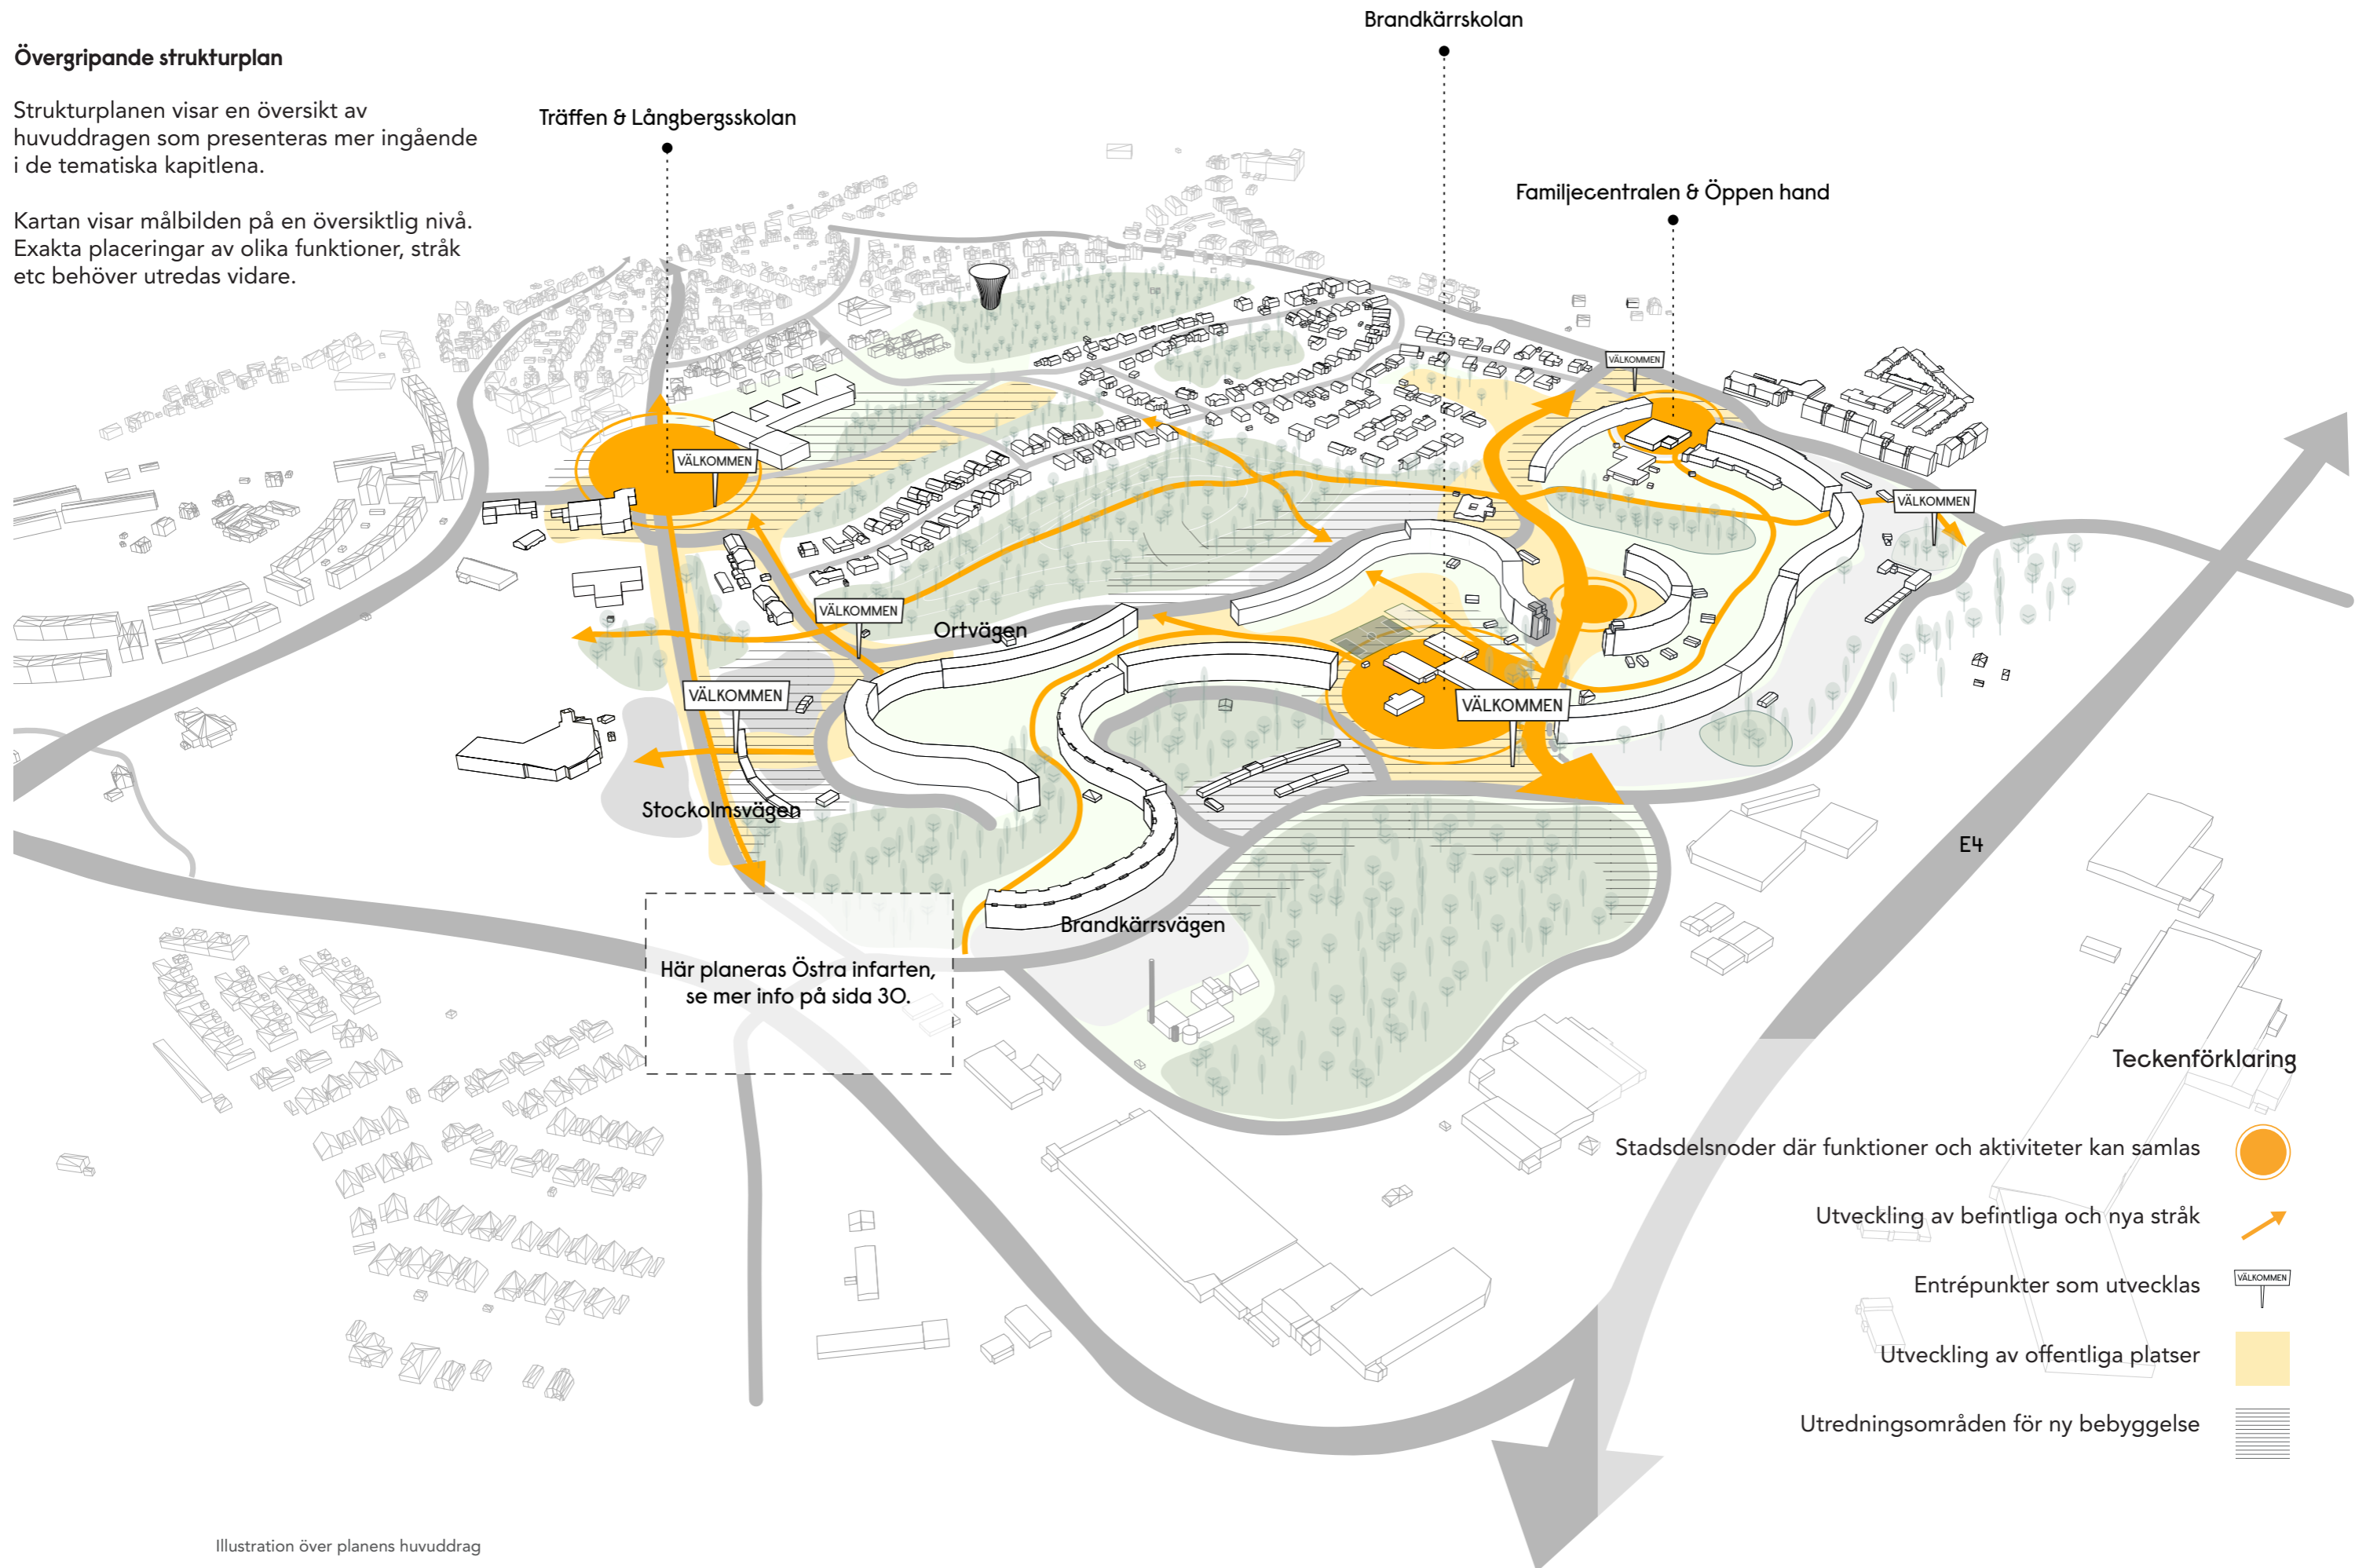 Övergripande strukturplan
Strukturplanen visar en översikt av
huvuddragen som presenteras mer ingående
i de tematiska kapitlena.
Kartan visar målbilden på en översiktlig nivå.
Exakta placeringar av olika funktioner, stråk
etc behöver utredas vidare.
Brandkärrskolan
Träffen & Långbergsskolan
Familjecentralen & Öppen hand
VÄLKOMMEN
VÄLKOMMEN
VÄLKOMMEN
VÄLKOMMEN
Ortvägen
VÄLKOMMEN
VÄLKOMMEN
Stockolmsvägen
E4
Brandkärrsvägen
Här planeras Östra infarten,
se mer info på sida 30.
Teckenförklaring
Stadsdelsnoder där funktioner och aktiviteter kan samlas
Utveckling av befintliga och nya stråk
Entrépunkter som utvecklas
VÄLKOMMEN
Utveckling av offentliga platser
Utredningsområden för ny bebyggelse
Illustration över planens huvuddrag